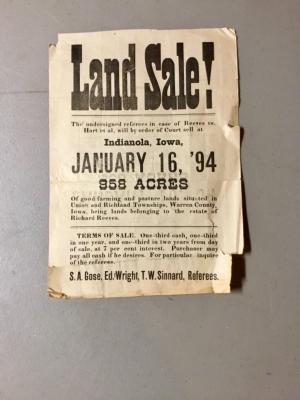 Land Sale!
The undersigned referees in case of Reeves vs.
Hart et al, will by order of Court sell at
Indianola, Iowa,
JANUARY 16, '94
958 ACRES
Of good farming and pasture lands situated in
Union and Richland Townships, Warren County,
Iowa, being lands belonging to the estate of
Richard Reeves.
TERMS OF SALE. One-third cash, one-third
in one year, and one-third in two years from day
of sale, at 7 per cent interest. Purchaser may
pay all cash if he desires. For particular inquire
of the referees.
S. A. Gose, Ed. Wright, T. W. Sinnard, Referees.